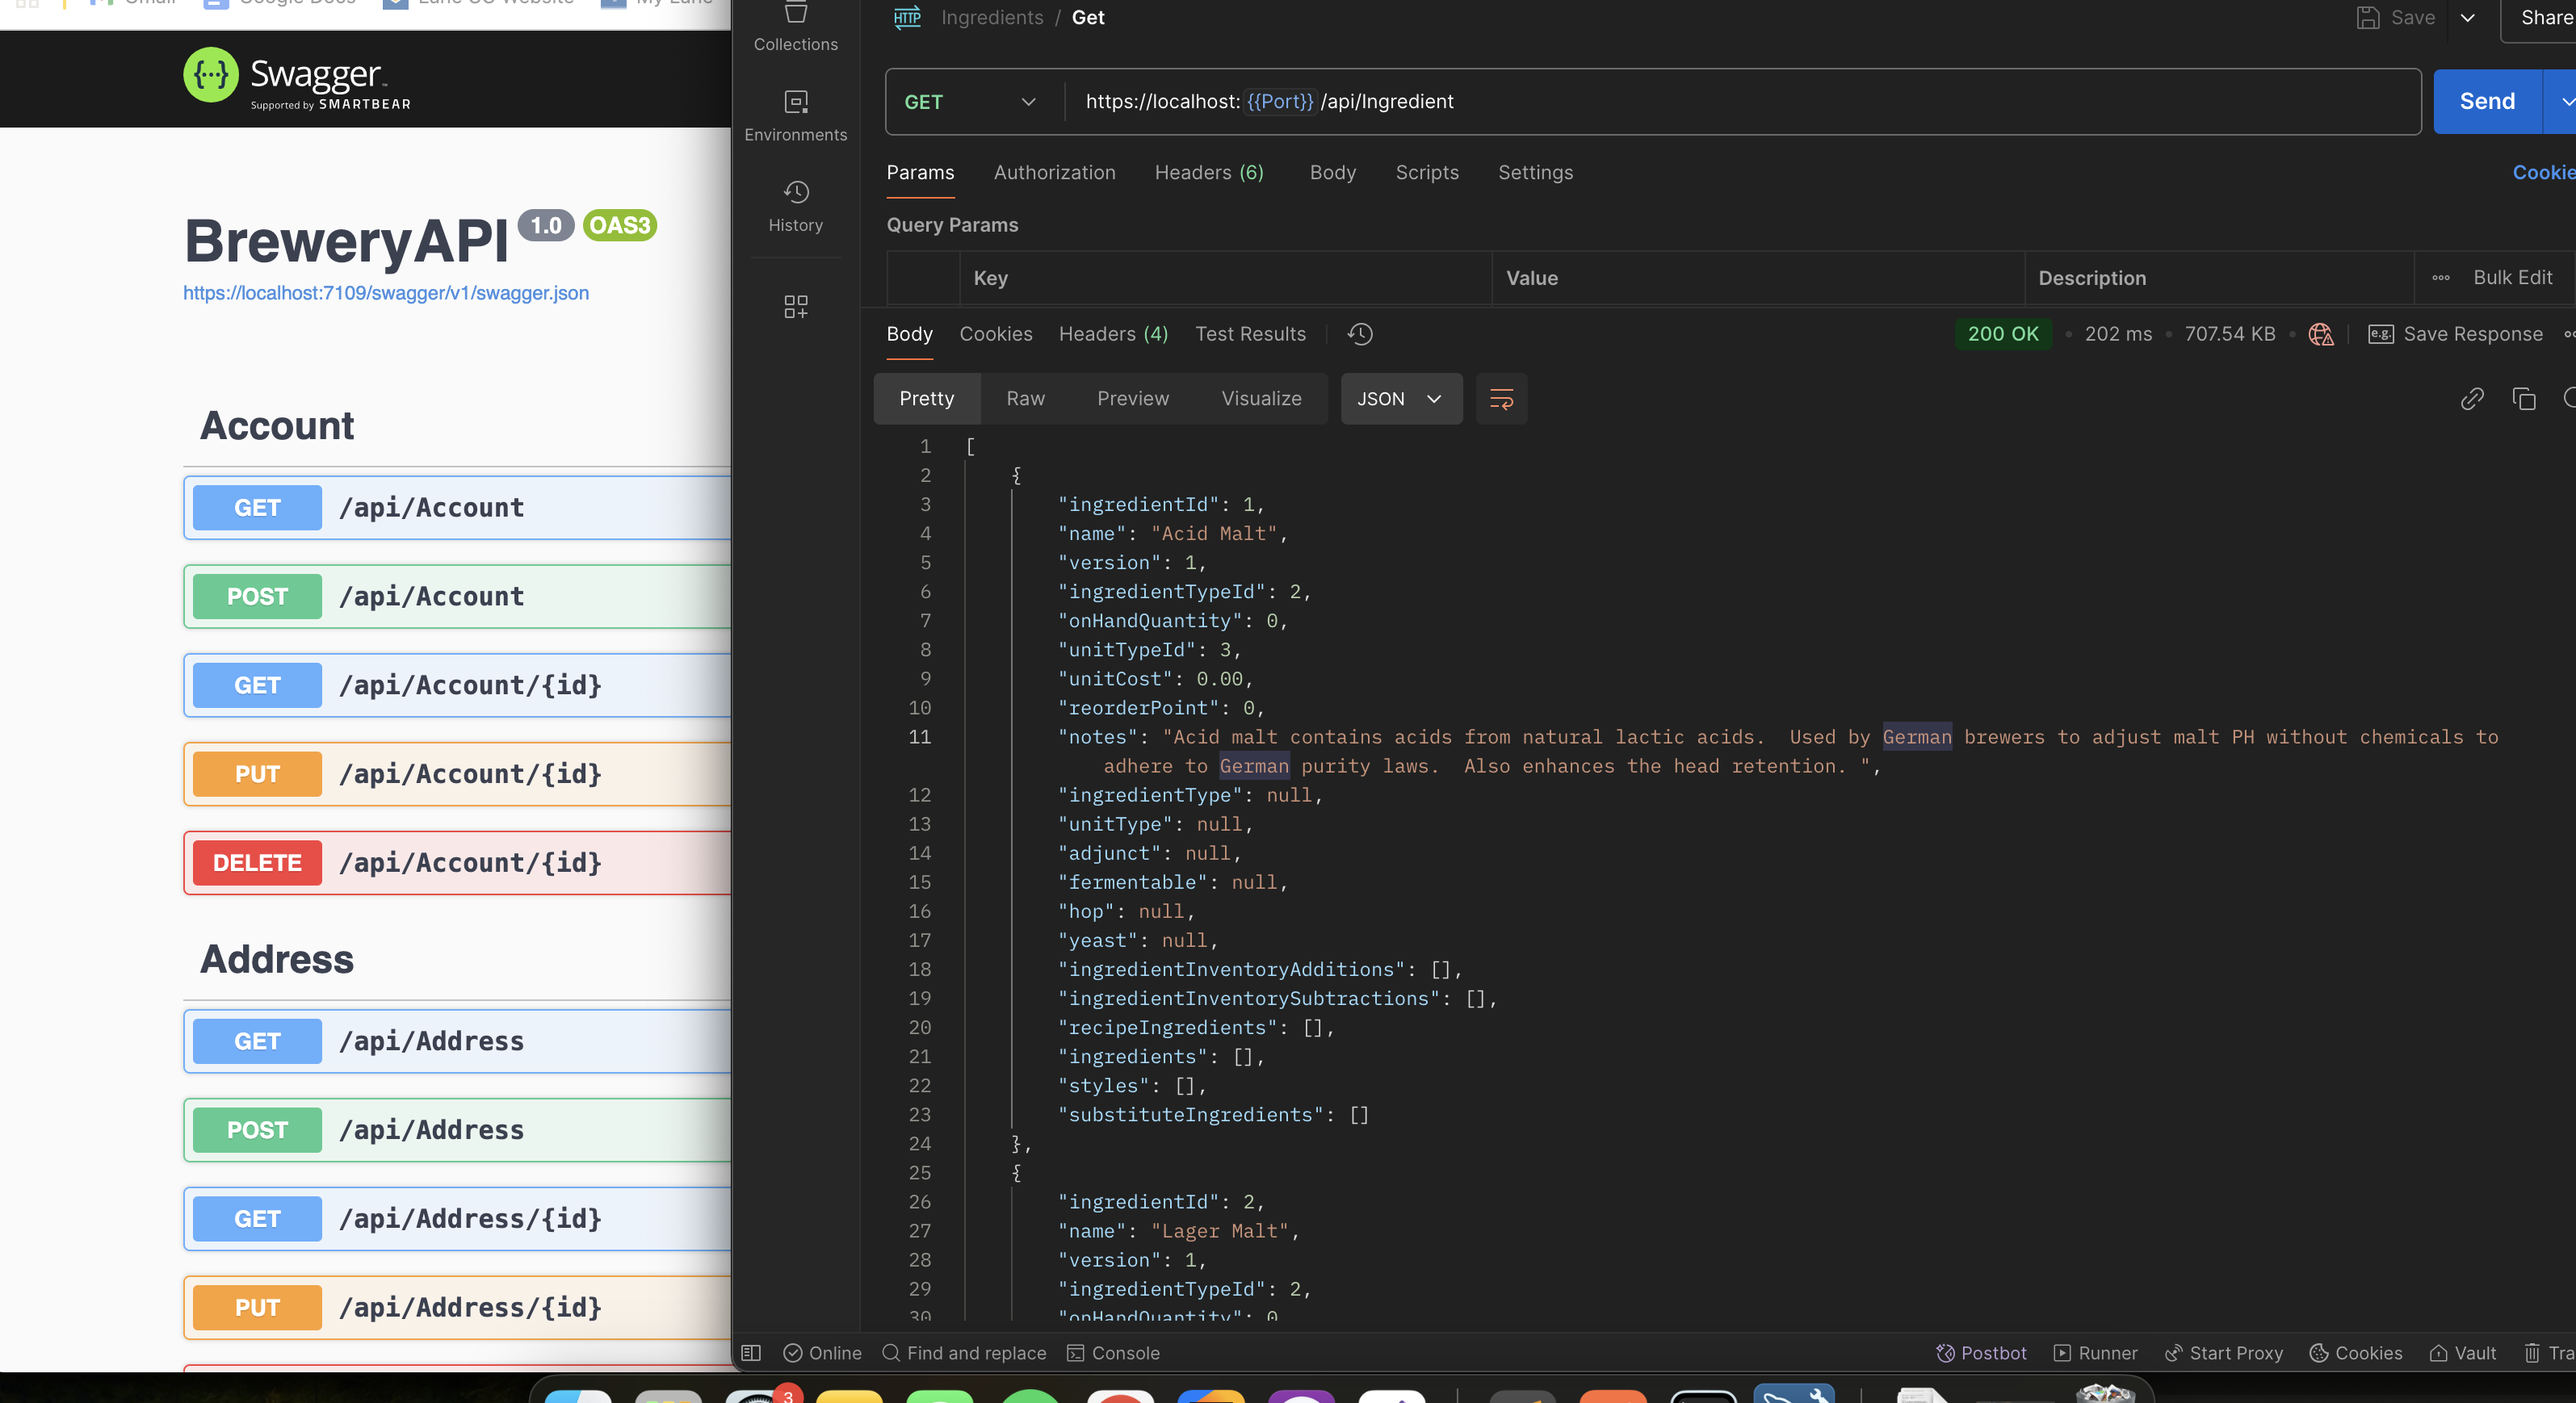 Gmail
Google Docs
My Lane
Swagger
Supported by SMARTBEAR
BreweryAPI 1.0 OAS3
https://localhost:7109/swagger/v1/swagger.json
Account
GET /api/Account
POST /api/Account
GET /api/Account/{id}
PUT /api/Account/{id}
DELETE /api/Account/{id}
Address
GET /api/Address
POST /api/Address
GET /api/Address/{id}
PUT /api/Address/{id}
Collections
Environments
History
HTTP Ingredients / Get
Save
Share
GET https://localhost:{{Port}}/api/Ingredient
Send
Params Authorization Headers (6) Body Scripts Settings
Cookie
Query Params
Key Value Description Bulk Edit
Body Cookies Headers (4) Test Results
200 OK • 202 ms • 707.54 KB
e.g. Save Response
Pretty Raw Preview Visualize JSON
1 [
2 {
3 "ingredientId": 1,
4 "name": "Acid Malt",
5 "version": 1,
6 "ingredientTypeId": 2,
7 "onHandQuantity": 0,
8 "unitTypeId": 3,
9 "unitCost": 0.00,
10 "reorderPoint": 0,
11 "notes": "Acid malt contains acids from natural lactic acids.  Used by German brewers to adjust malt PH without chemicals to
adhere to German purity laws.  Also enhances the head retention. ",
12 "ingredientType": null,
13 "unitType": null,
14 "adjunct": null,
15 "fermentable": null,
16 "hop": null,
17 "yeast": null,
18 "ingredientInventoryAdditions": [],
19 "ingredientInventorySubtractions": [],
20 "recipeIngredients": [],
21 "ingredients": [],
22 "styles": [],
23 "substituteIngredients": []
24 },
25 {
26 "ingredientId": 2,
27 "name": "Lager Malt",
28 "version": 1,
29 "ingredientTypeId": 2,
30 "onHandQuantity": 0
Online Find and replace Console
Postbot Runner Start Proxy Cookies Vault Tra
3